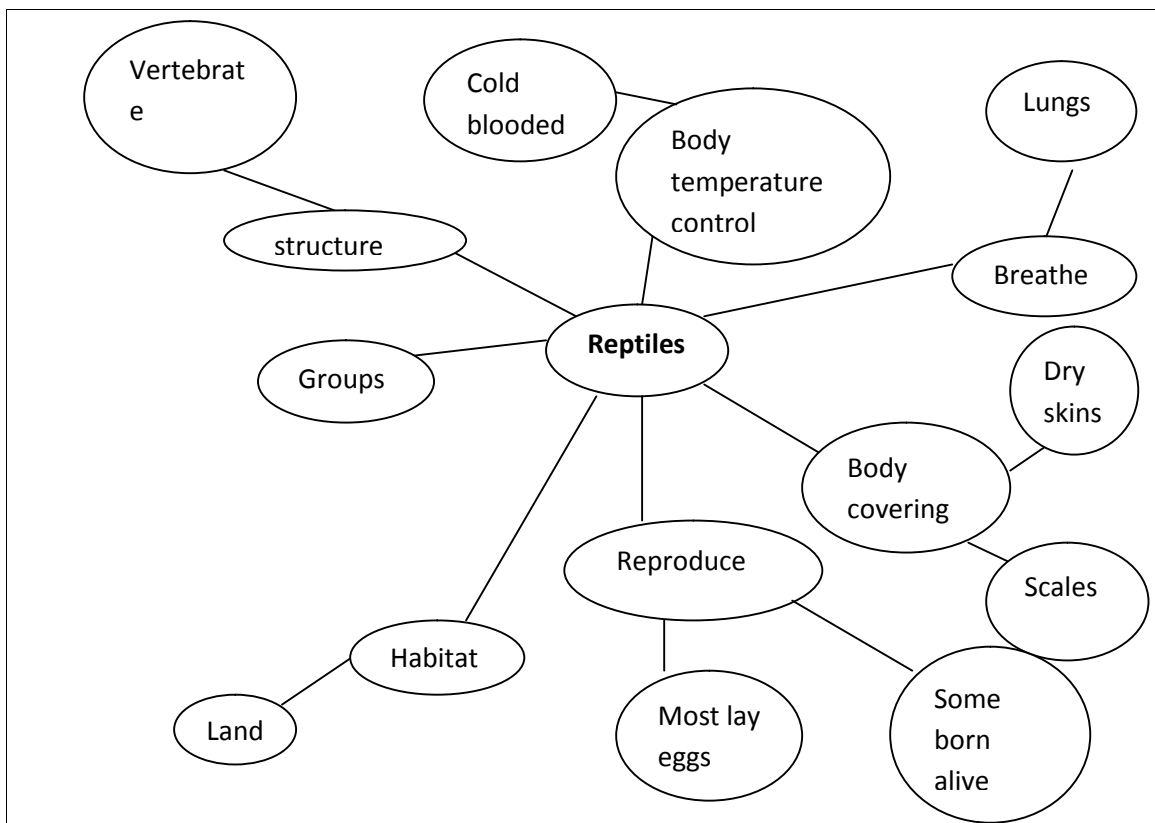 Vertebrat
e
Cold
blooded
Body
temperature
control
Lungs
structure
Breathe
Reptiles
Groups
Dry
skins
Body
covering
Reproduce
Scales
Habitat
Land
Most lay
eggs
Some
born
alive